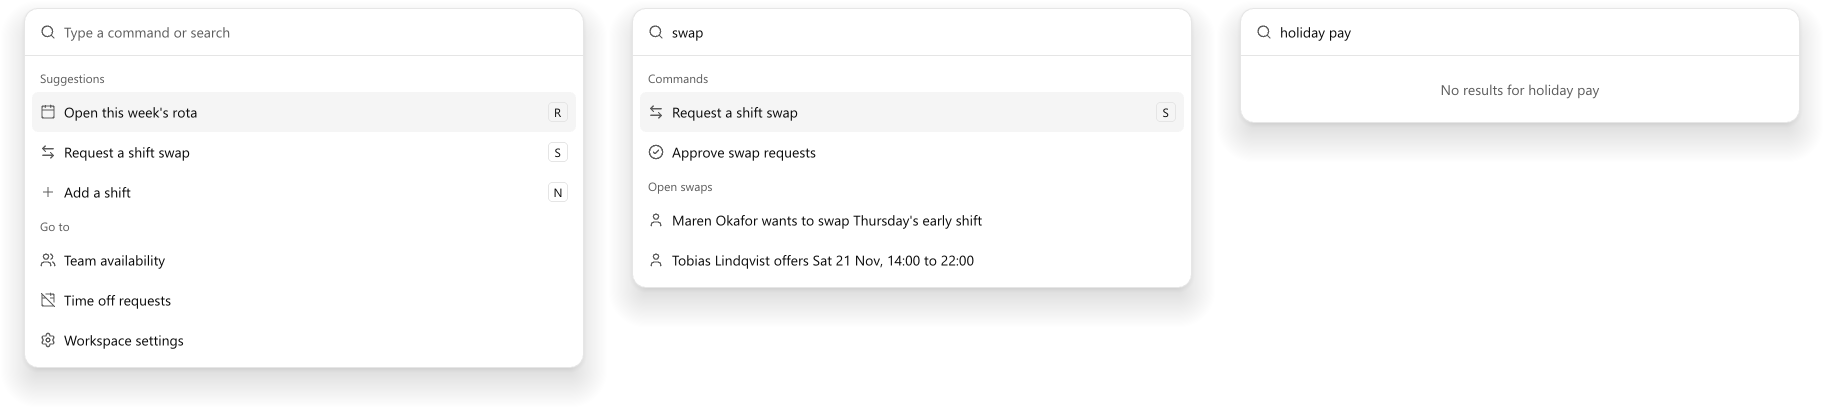 Type a command or search
Suggestions
Open this week's rota R
Request a shift swap S
Add a shift N
Go to
Team availability
Time off requests
Workspace settings
swap
Commands
Request a shift swap S
Approve swap requests
Open swaps
Maren Okafor wants to swap Thursday's early shift
Tobias Lindqvist offers Sat 21 Nov, 14:00 to 22:00
holiday pay
No results for holiday pay